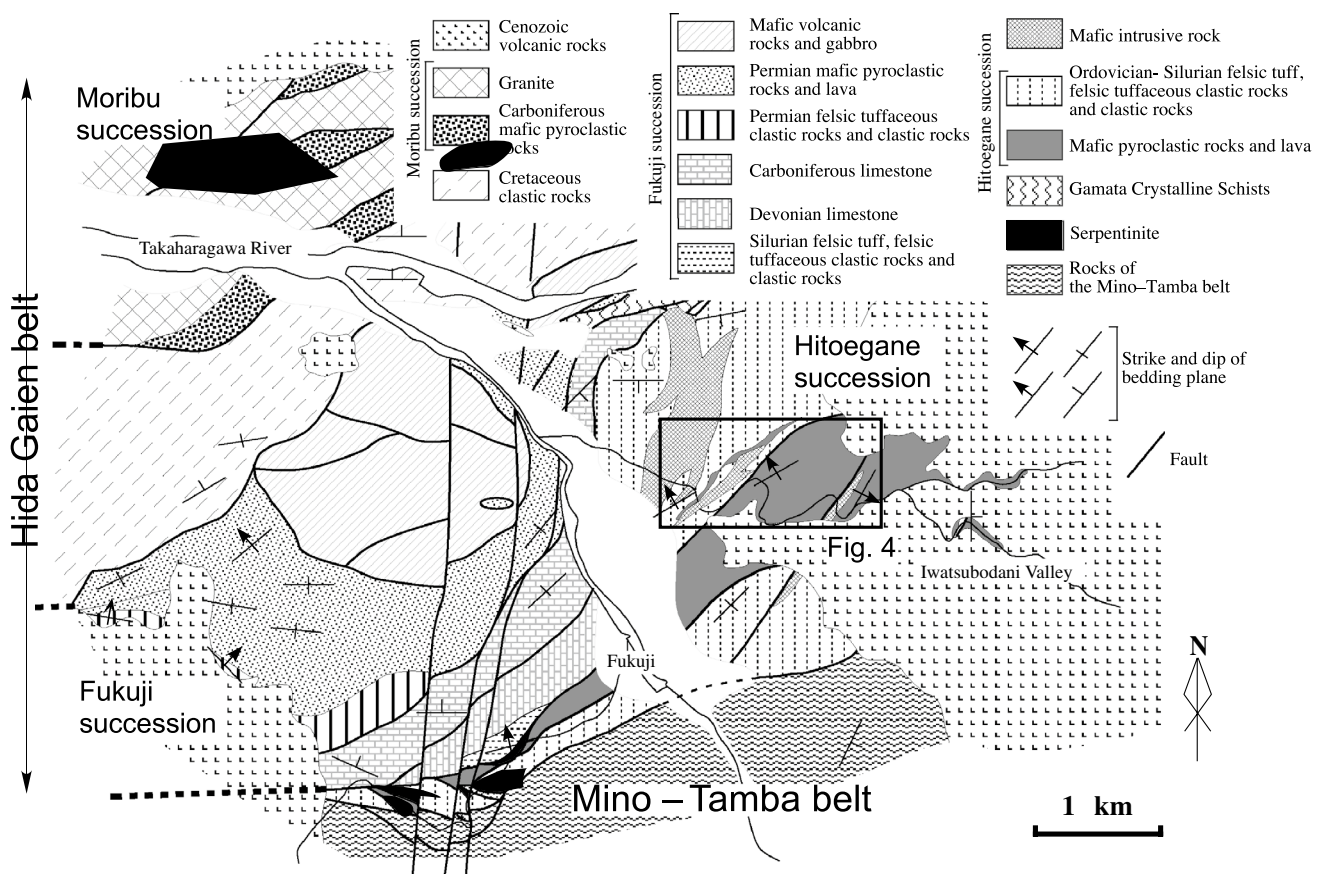 Moribu
succession
Moribu succession
Cenozoic
volcanic rocks
Granite
Carboniferous
mafic pyroclastic
ocks
Cretaceous
clastic rocks
Fukuji succession
Mafic volcanic
rocks and gabbro
Permian mafic pyroclastic
rocks and lava
Permian felsic tuffaceous
clastic rocks and clastic rocks
Carboniferous limestone
Devonian limestone
Silurian felsic tuff, felsic
tuffaceous clastic rocks and
clastic rocks
Hitoegane succession
Mafic intrusive rock
Ordovician- Silurian felsic tuff,
felsic tuffaceous clastic rocks
and clastic rocks
Mafic pyroclastic rocks and lava
Gamata Crystalline Schists
Serpentinite
Rocks of
the Mino–Tamba belt
Strike and dip of
bedding plane
Fault
Takaharagawa River
Hida Gaien belt
Hitoegane
succession
Fig. 4
Iwatsubodani Valley
Fukuji
Fukuji
succession
N
Mino – Tamba belt
1 km